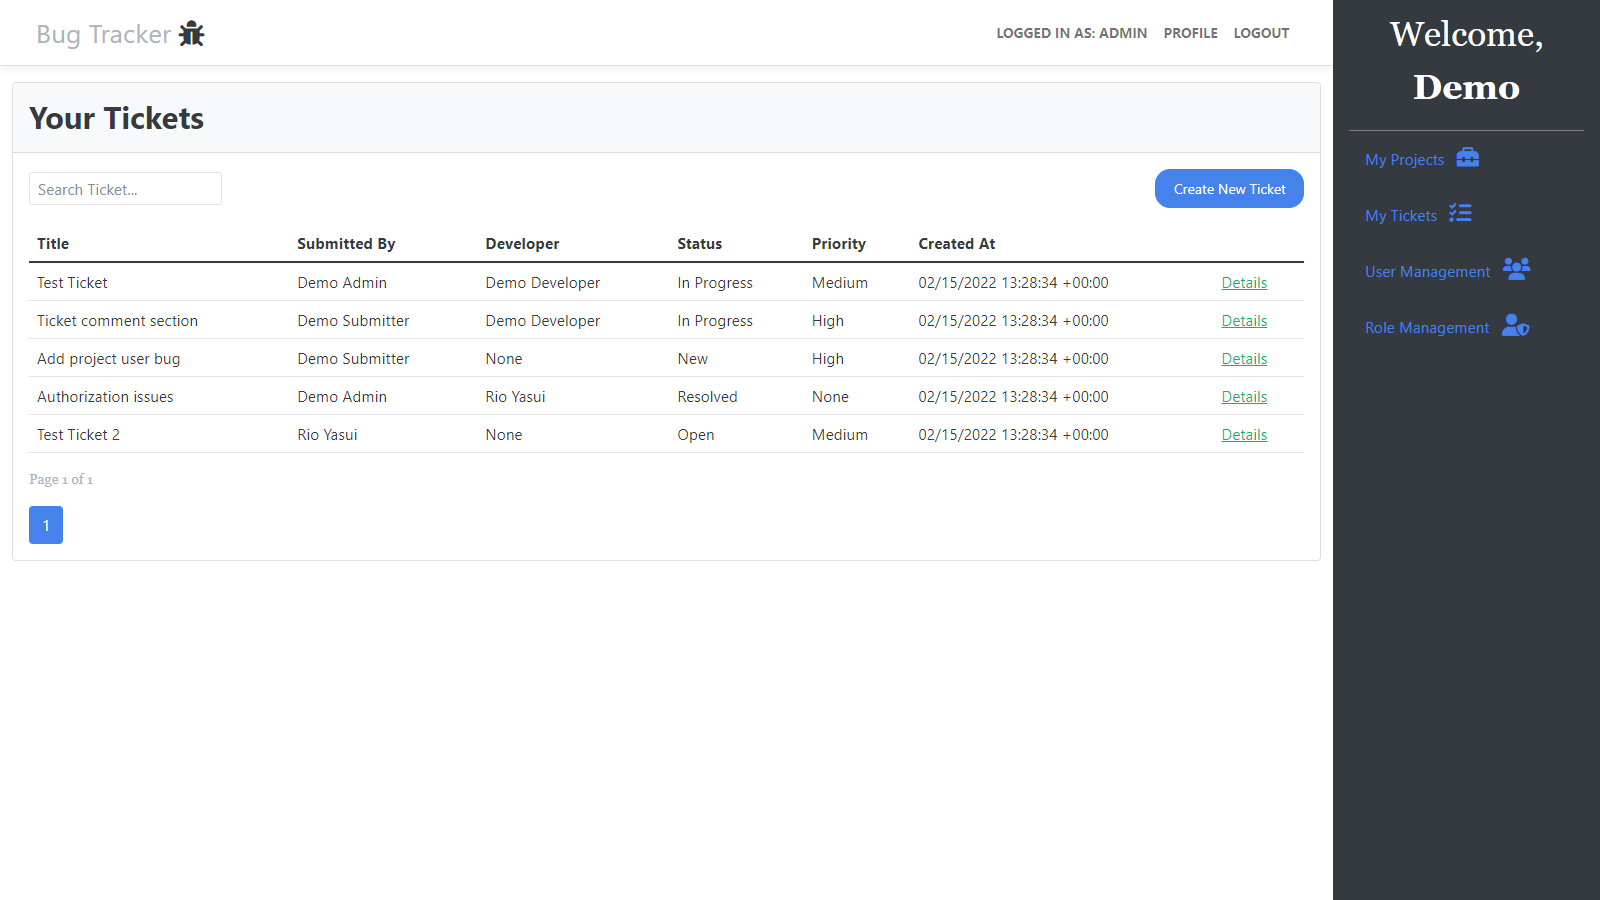 Bug Tracker
LOGGED IN AS: ADMIN PROFILE LOGOUT
Welcome,
Demo
My Projects
My Tickets
User Management
Role Management
Your Tickets
Search Ticket...
Create New Ticket
Title Submitted By Developer Status Priority Created At
Test Ticket Demo Admin Demo Developer In Progress Medium 02/15/2022 13:28:34 +00:00 Details
Ticket comment section Demo Submitter Demo Developer In Progress High 02/15/2022 13:28:34 +00:00 Details
Add project user bug Demo Submitter None New High 02/15/2022 13:28:34 +00:00 Details
Authorization issues Demo Admin Rio Yasui Resolved None 02/15/2022 13:28:34 +00:00 Details
Test Ticket 2 Rio Yasui None Open Medium 02/15/2022 13:28:34 +00:00 Details
Page 1 of 1
1